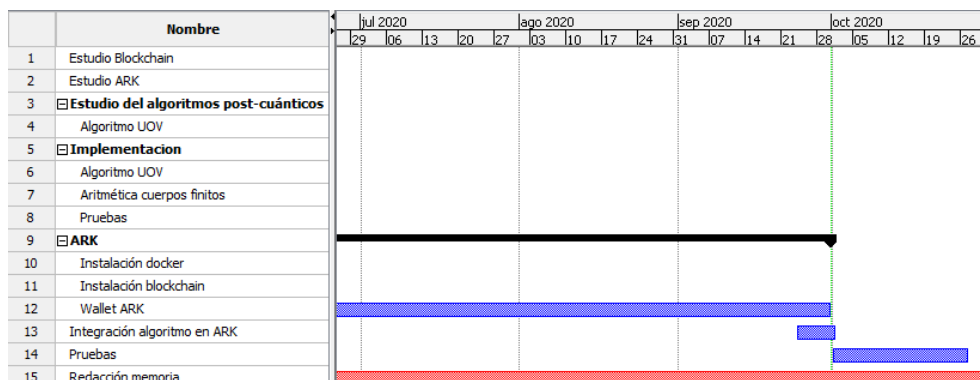 Nombre
jul 2020 ago 2020 sep 2020 oct 2020
29 06 13 20 27 03 10 17 24 31 07 14 21 28 05 12 19 26
1 Estudio Blockchain
2 Estudio ARK
3 Estudio del algoritmos post-cuánticos
4 Algoritmo UOV
5 Implementacion
6 Algoritmo UOV
7 Aritmética cuerpos finitos
8 Pruebas
9 ARK
10 Instalación docker
11 Instalación blockchain
12 Wallet ARK
13 Integración algoritmo en ARK
14 Pruebas
15 Redacción memoria